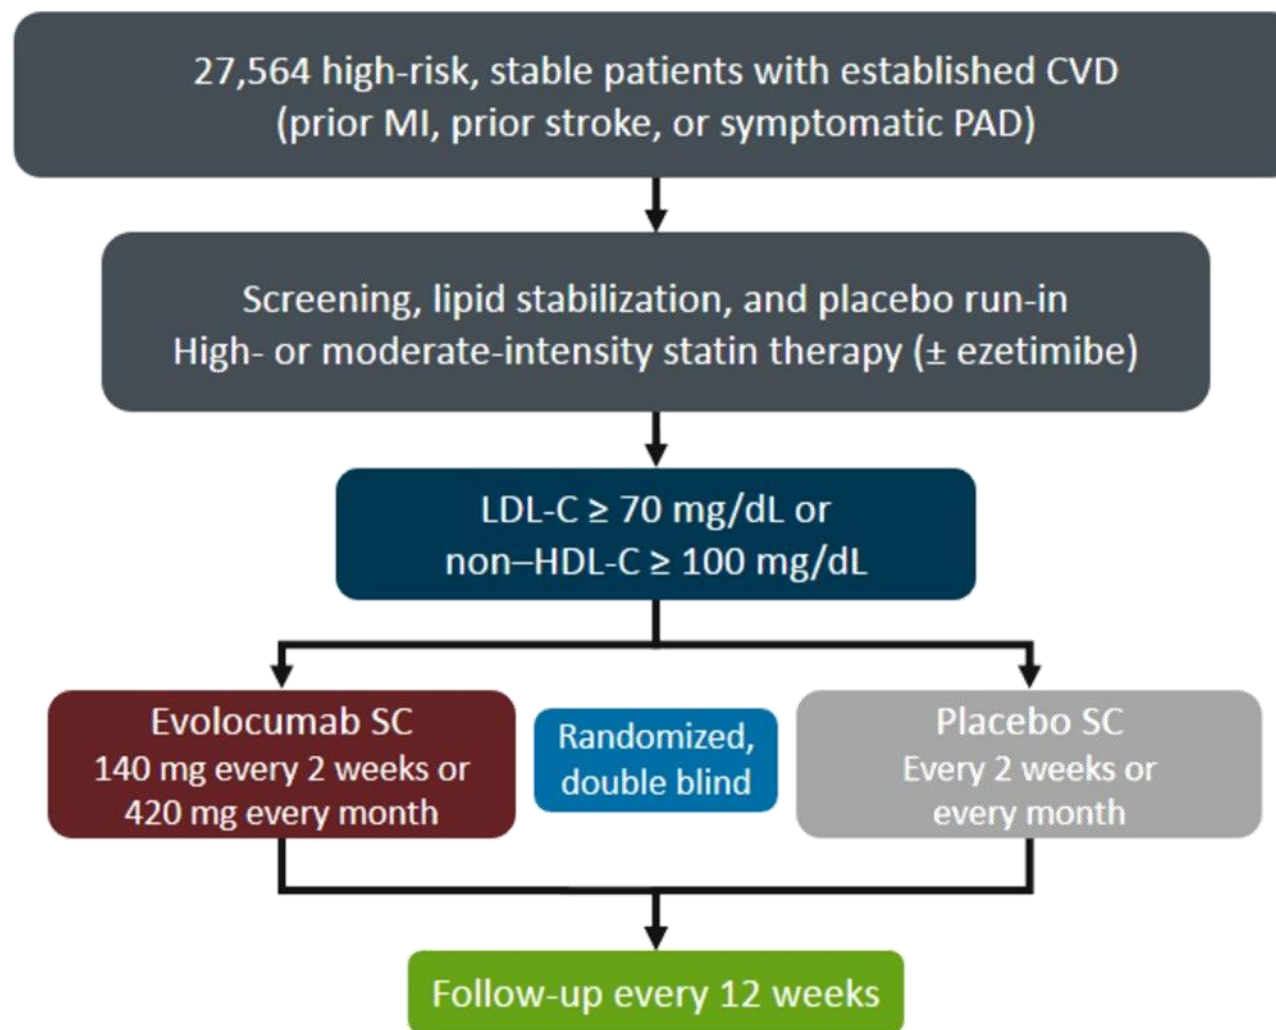 27,564 high-risk, stable patients with established CVD
(prior MI, prior stroke, or symptomatic PAD)
Screening, lipid stabilization, and placebo run-in
High- or moderate-intensity statin therapy (± ezetimibe)
LDL-C ≥ 70 mg/dL or
non–HDL-C ≥ 100 mg/dL
Evolocumab SC
140 mg every 2 weeks or
420 mg every month
Randomized,
double blind
Placebo SC
Every 2 weeks or
every month
Follow-up every 12 weeks